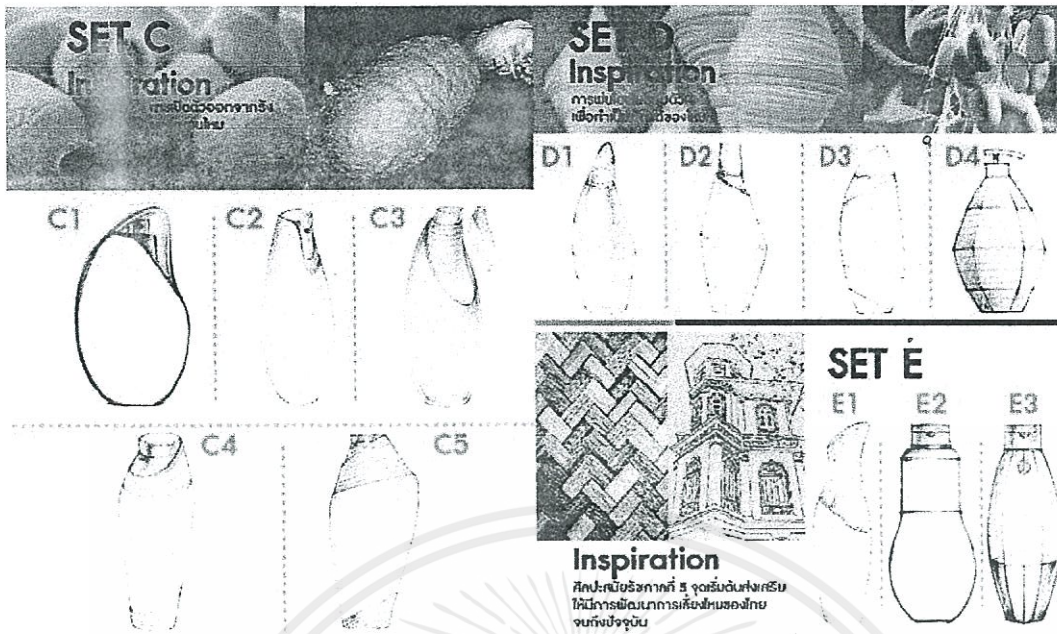 SET C
Inspiration
C1
C2
C3
C4
C5
SET D
Inspiration
D1
D2
D3
D4
SET E
E1
E2
E3
Inspiration
ศิลปะสมัยรัชกาลที่ 5 จุดเริ่มต้นส่งเสริม
ให้มีการพัฒนาการเลี้ยงไหมของไทย
จนถึงปัจจุบัน